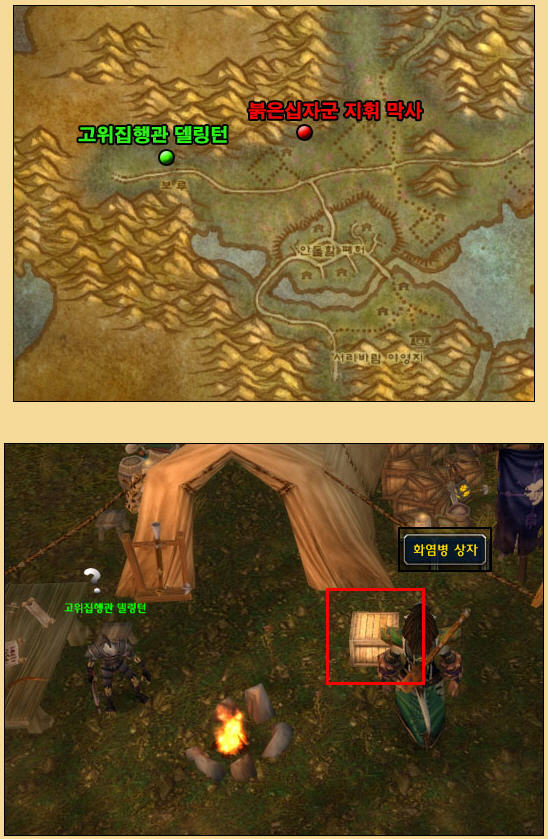 붉은십자군 지휘 막사
고위집행관 델링턴
보루
안돌할 폐허
서리바람 야영지
화염병 상자
?
고위집행관 델링턴